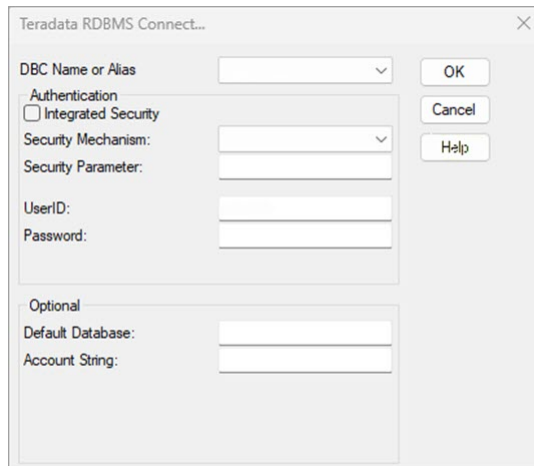 Teradata RDBMS Connect...
DBC Name or Alias
OK
Authentication
Integrated Security
Cancel
Security Mechanism:
Help
Security Parameter:
UserID:
Password:
Optional
Default Database:
Account String: